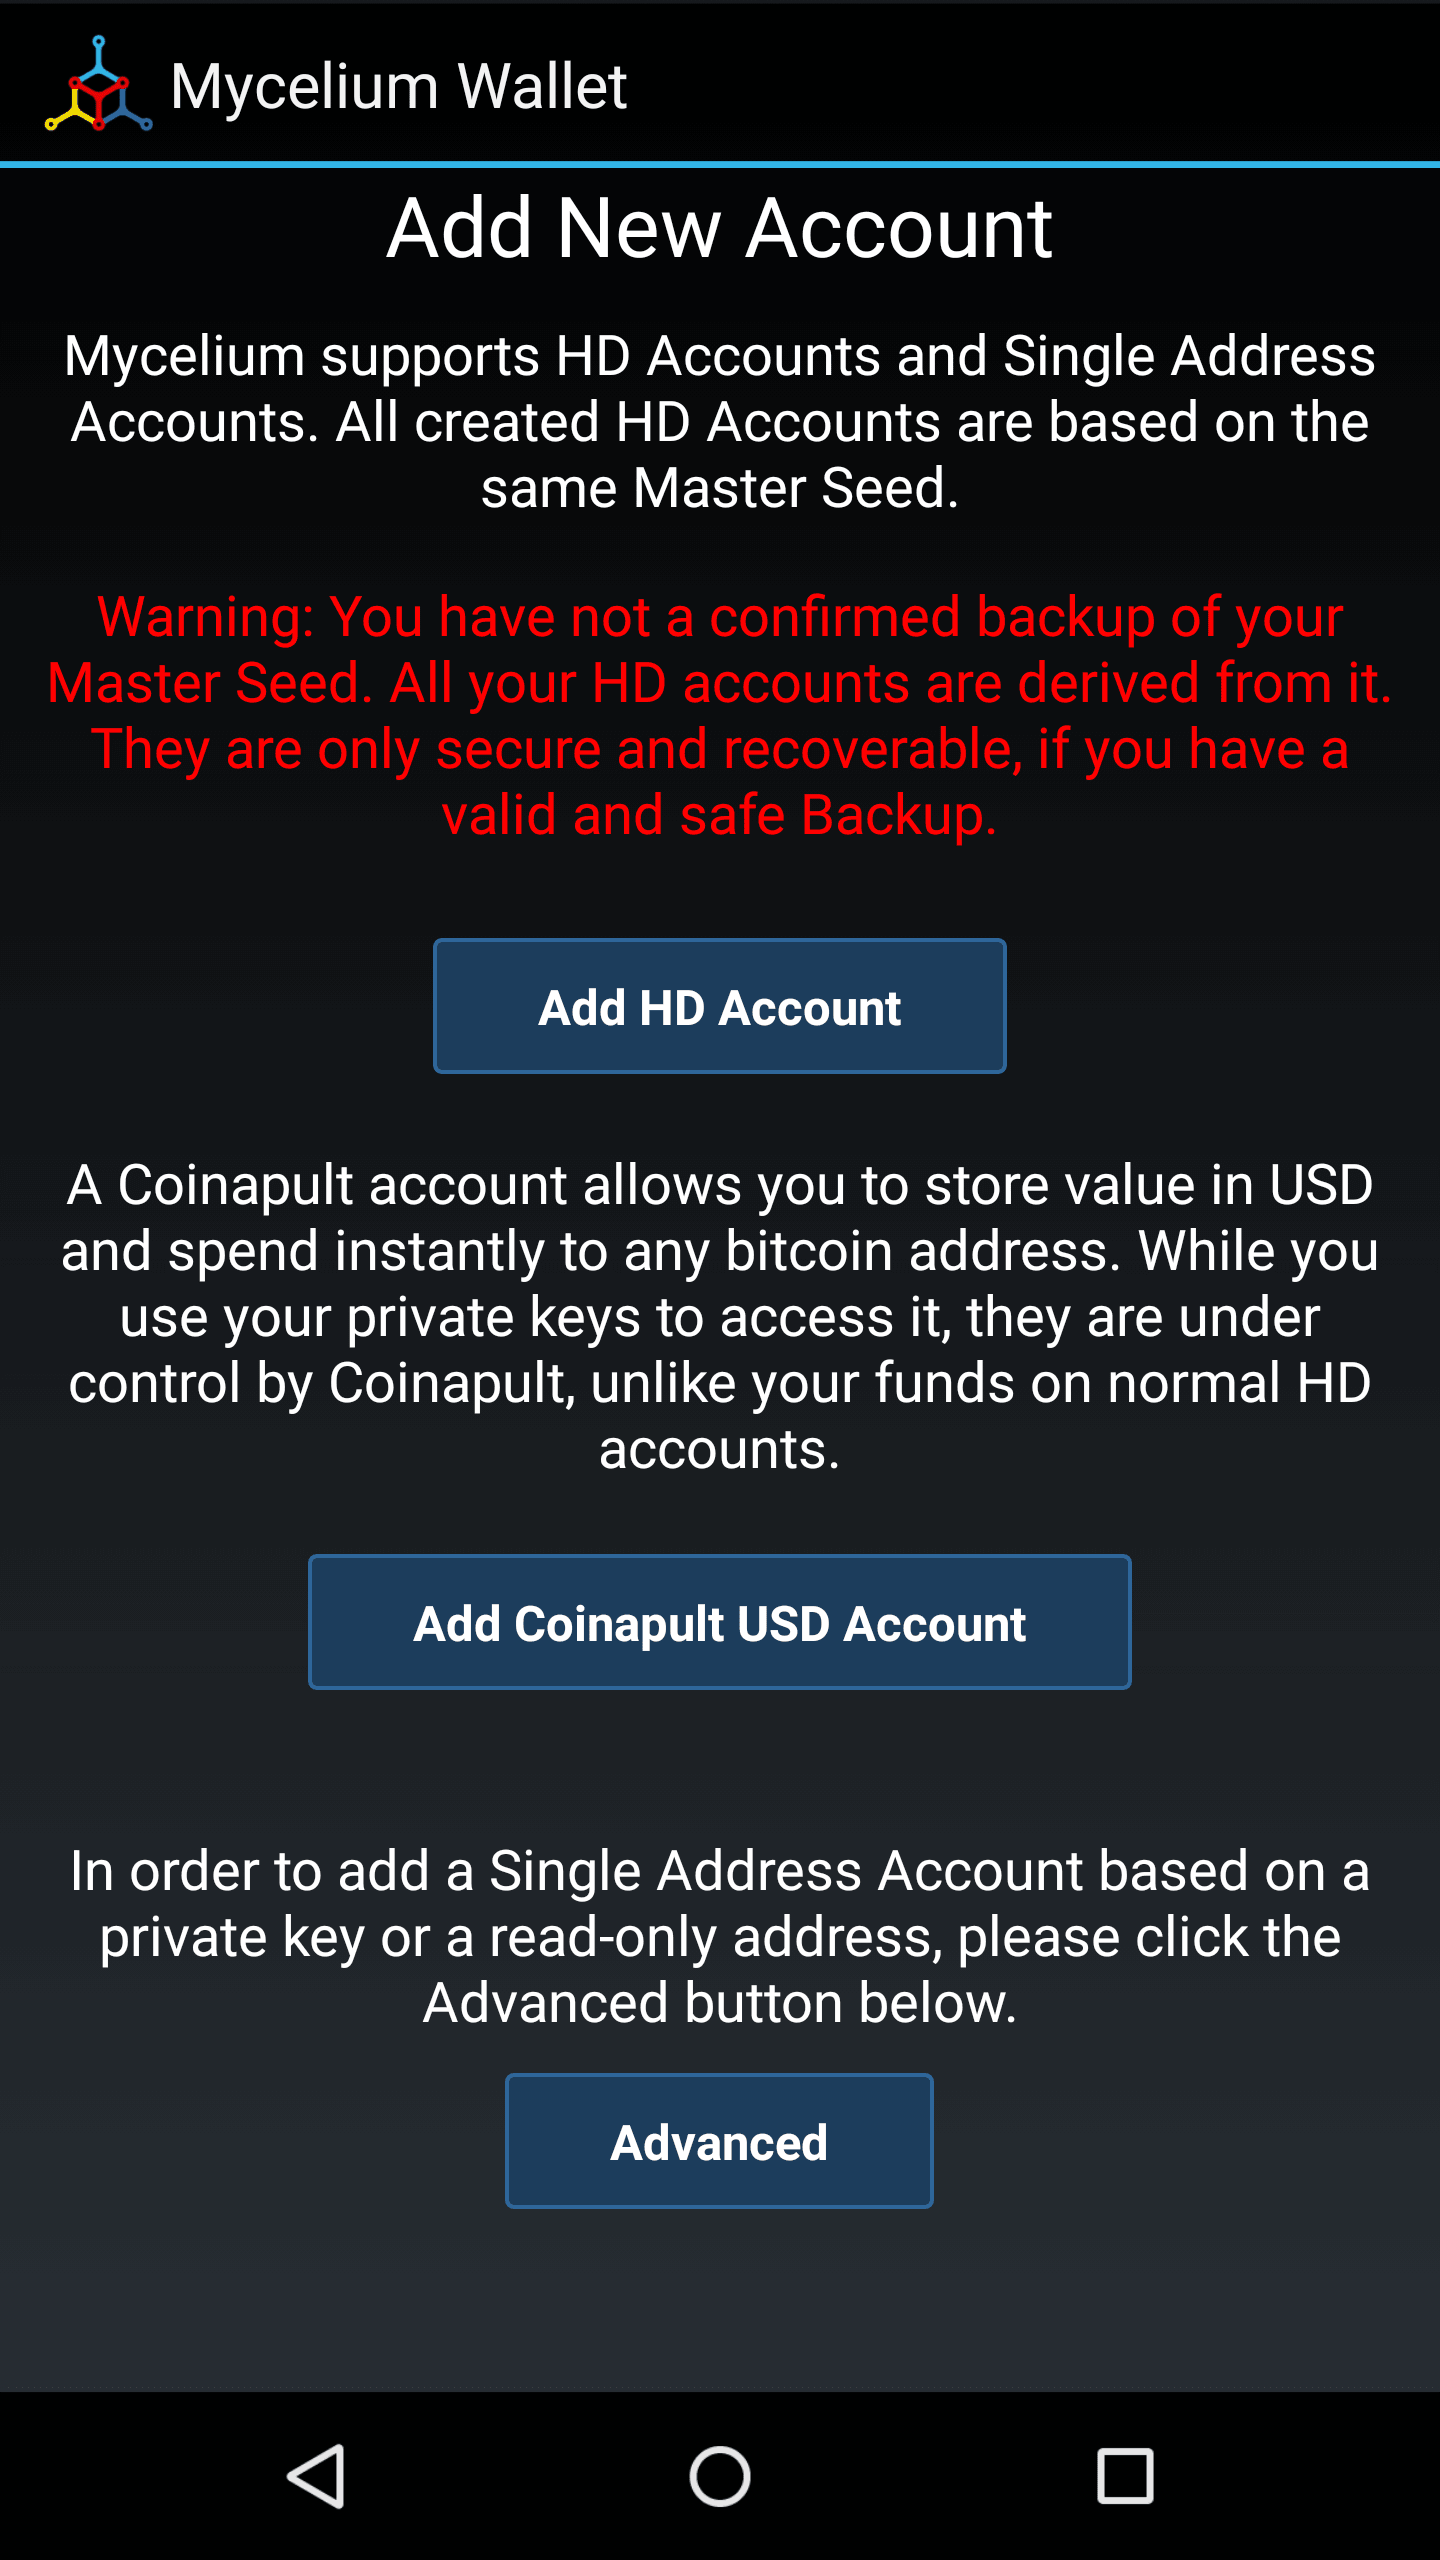 Mycelium Wallet
Add New Account
Mycelium supports HD Accounts and Single Address
Accounts. All created HD Accounts are based on the
same Master Seed.
Warning: You have not a confirmed backup of your
Master Seed. All your HD accounts are derived from it.
They are only secure and recoverable, if you have a
valid and safe Backup.
Add HD Account
A Coinapult account allows you to store value in USD
and spend instantly to any bitcoin address. While you
use your private keys to access it, they are under
control by Coinapult, unlike your funds on normal HD
accounts.
Add Coinapult USD Account
In order to add a Single Address Account based on a
private key or a read-only address, please click the
Advanced button below.
Advanced